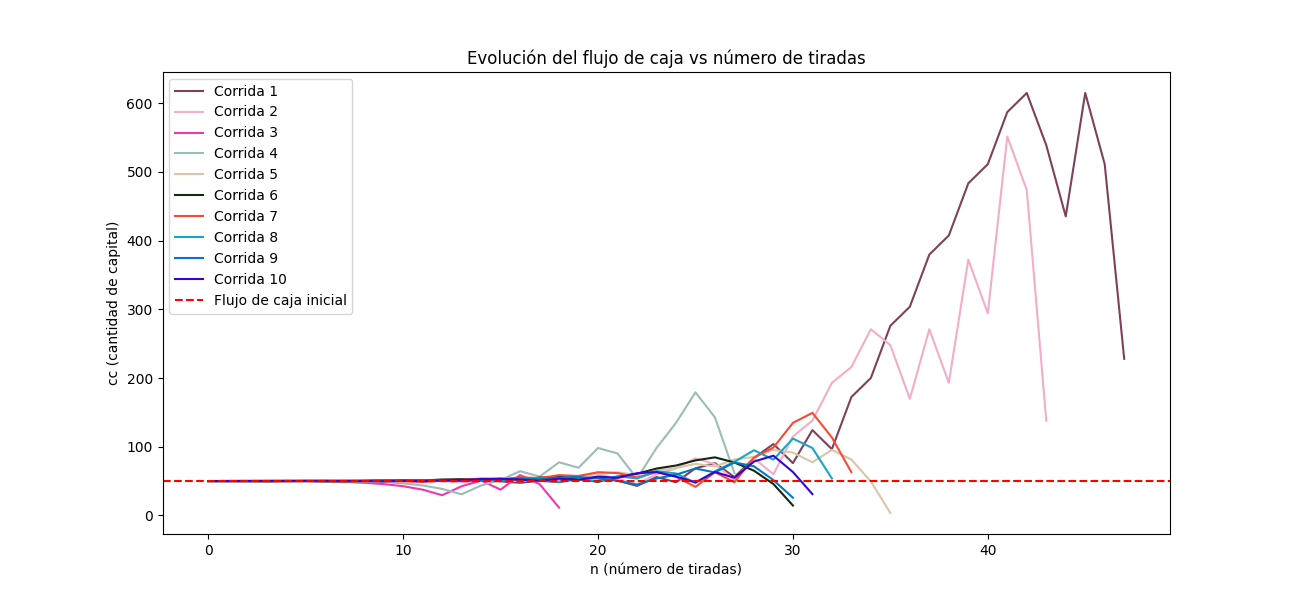 Evolución del flujo de caja vs número de tiradas
Corrida 1
Corrida 2
Corrida 3
Corrida 4
Corrida 5
Corrida 6
Corrida 7
Corrida 8
Corrida 9
Corrida 10
Flujo de caja inicial
cc (cantidad de capital)
600
500
400
300
200
100
0
0 10 20 30 40
n (número de tiradas)